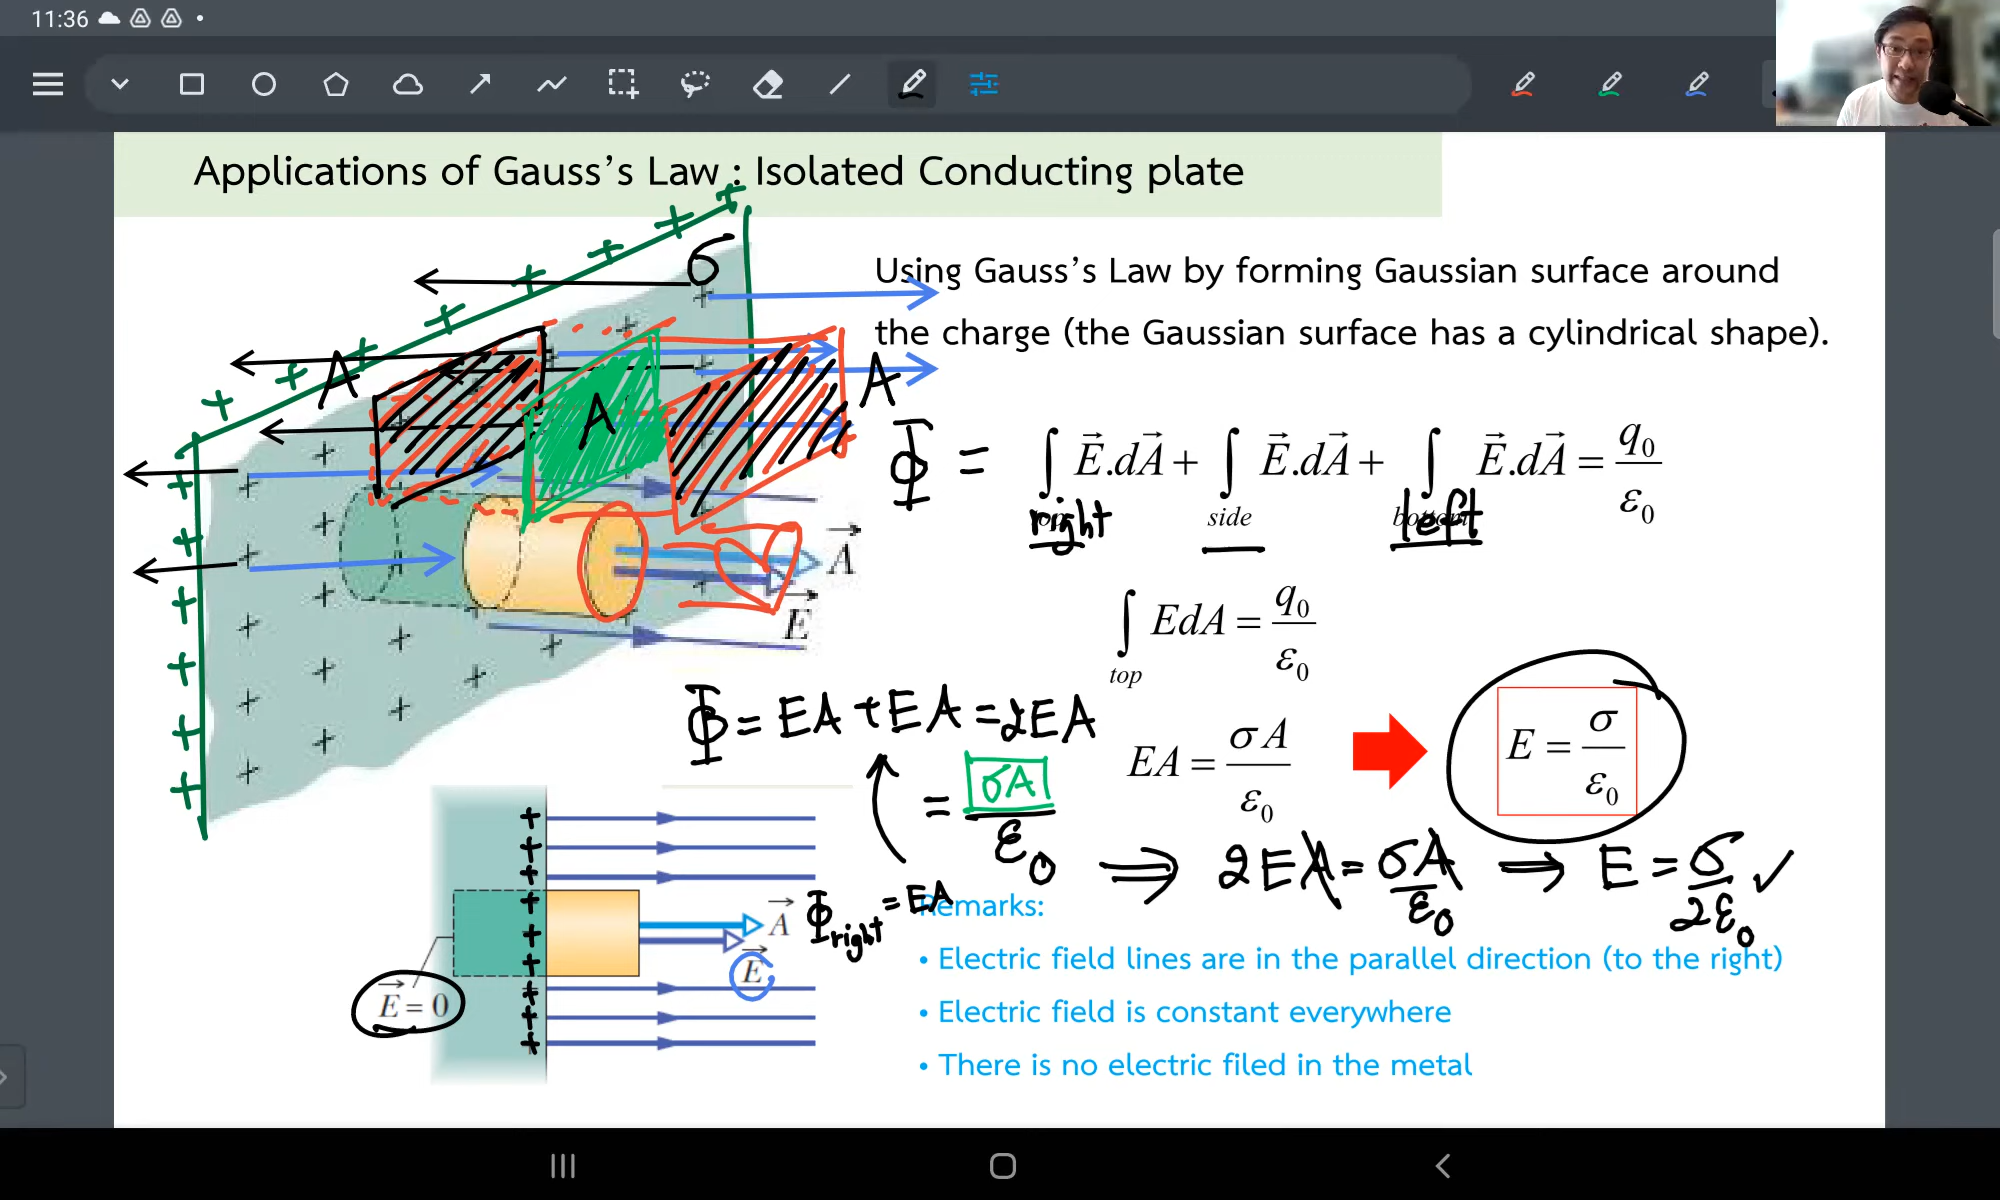 11:36
Applications of Gauss's Law : Isolated Conducting plate
σ
Using Gauss's Law by forming Gaussian surface around
the charge (the Gaussian surface has a cylindrical shape).
A A A
Φ = ∫right E⃗.dA⃗ + ∫side E⃗.dA⃗ + ∫left E⃗.dA⃗ = q0/ε0
A⃗
E⃗
∫top EdA = q0/ε0
Φ = EA + EA = 2EA
= σA/ε0
EA = σA/ε0
E = σ/ε0
⇒ 2EA = σA/ε0 ⇒ E = σ/2ε0 ✓
A⃗
Φright = EA
E⃗
E⃗ = 0
Remarks:
• Electric field lines are in the parallel direction (to the right)
• Electric field is constant everywhere
• There is no electric filed in the metal